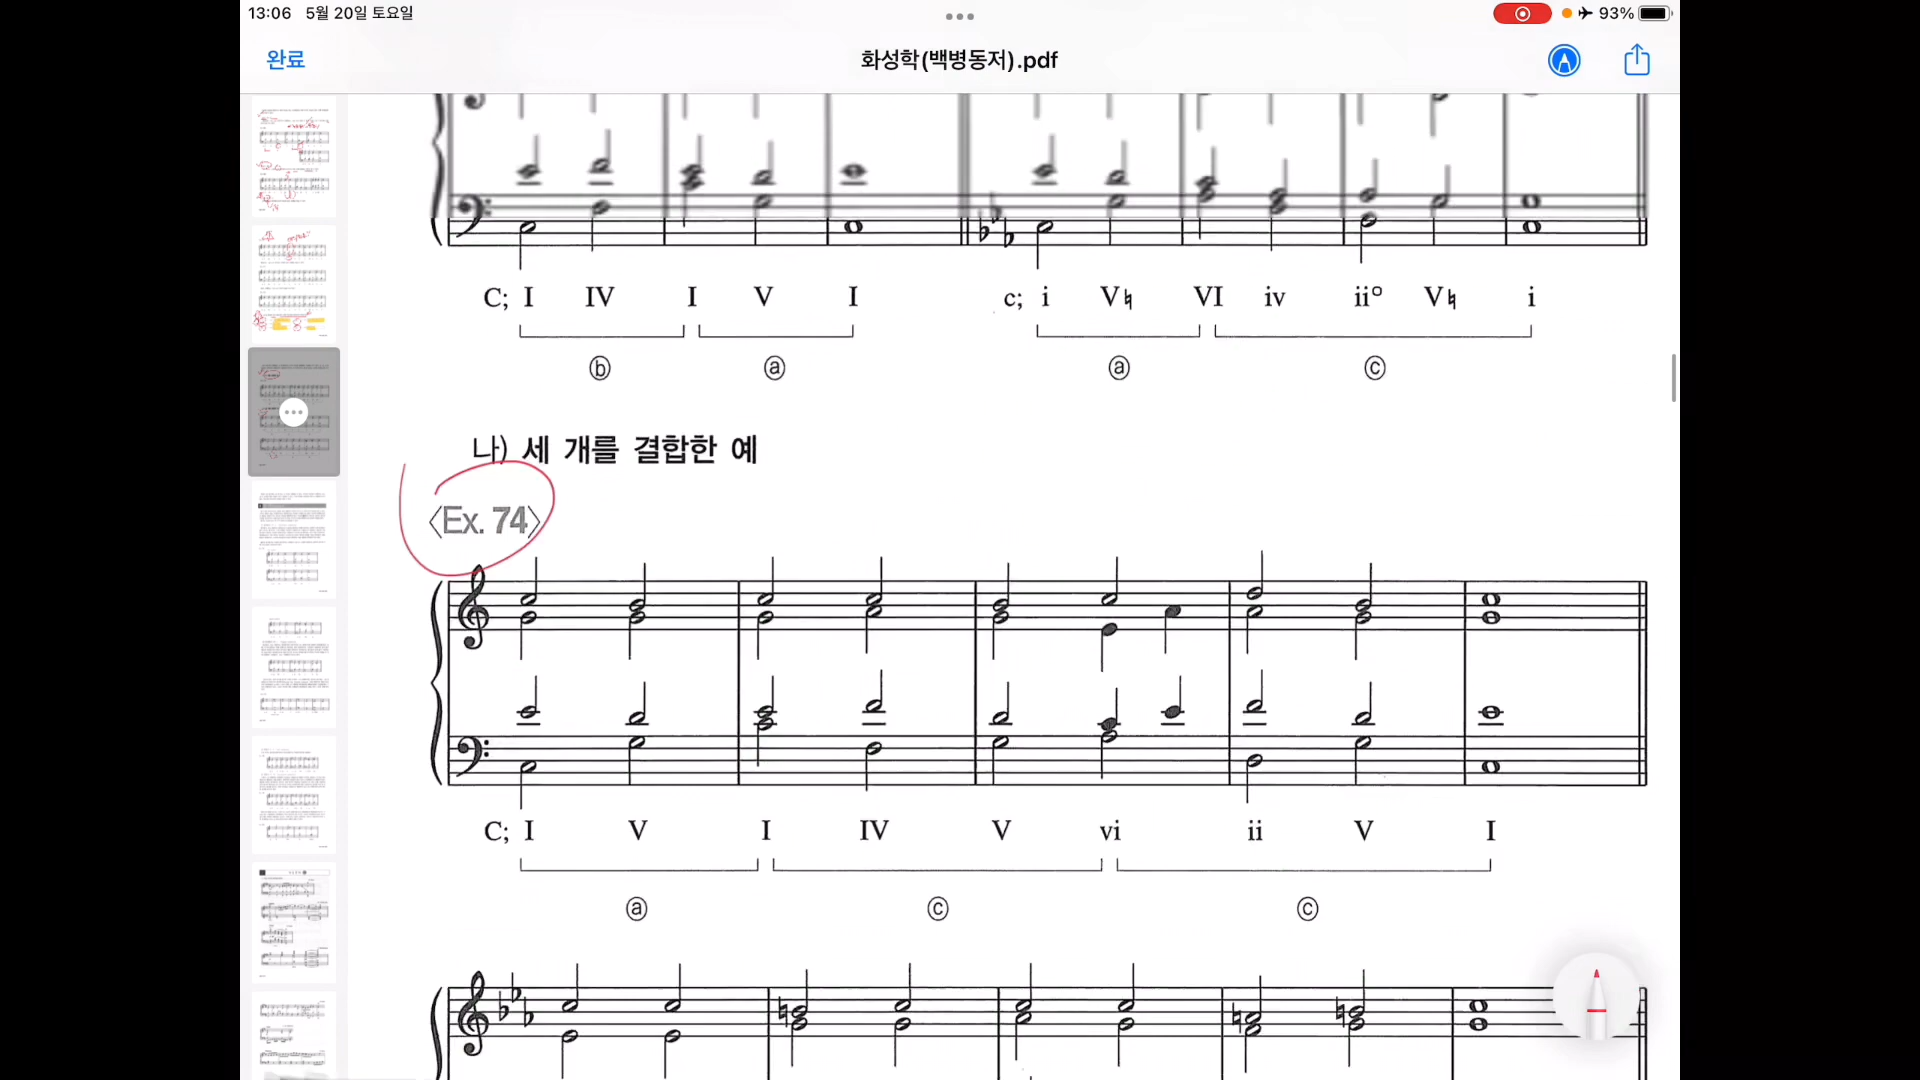 13:06 5월 20일 토요일
93%
완료
화성학(백병동저).pdf
C; I IV I V I c; i V♮ VI iv ii° V♮ i
ⓑ ⓐ ⓐ ⓒ
나) 세 개를 결합한 예
〈Ex. 74〉
C; I V I IV V vi ii V I
ⓐ ⓒ ⓒ